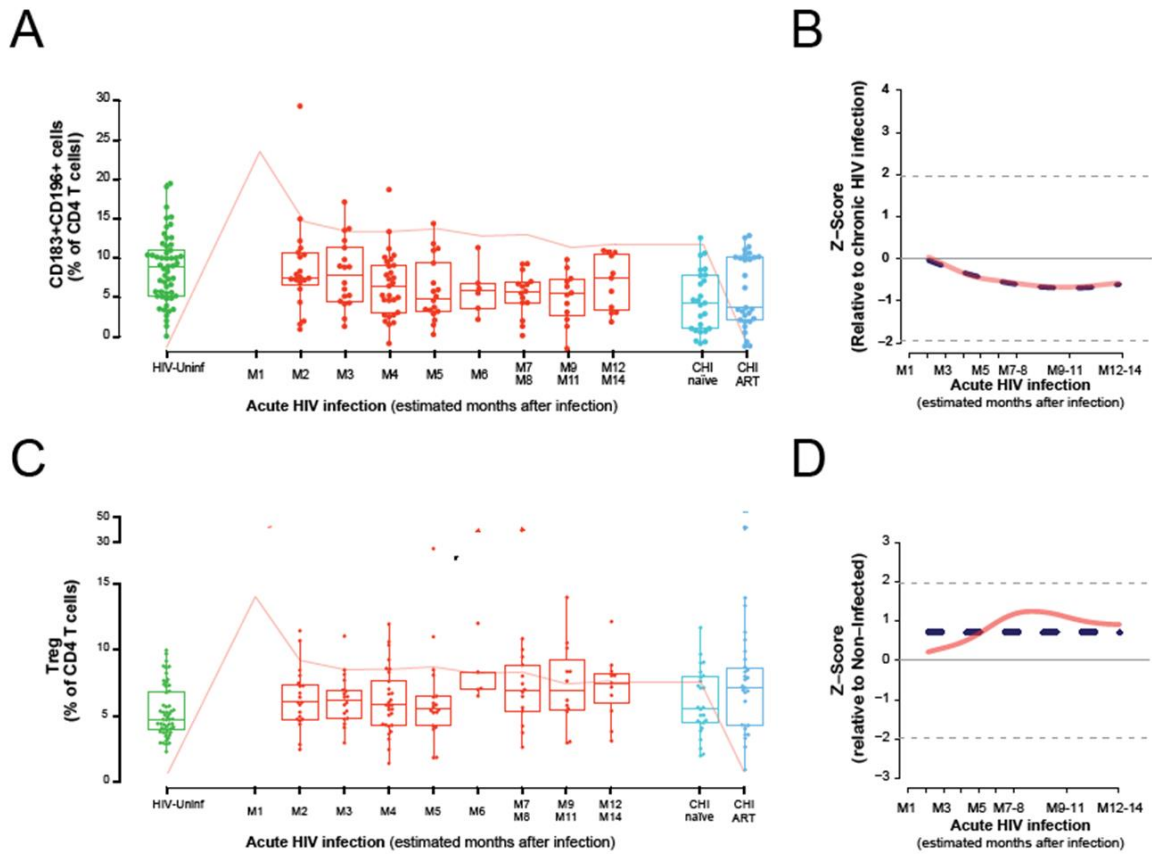 A
CD183+CD196+ cells
(% of CD4 T cellsl)
30
25
20
15
10
5
0
HIV-Uninf
M1
M2
M3
M4
M5
M6
M7
M8
M9
M11
M12
M14
CHI
naïve
CHI
ART
Acute HIV infection (estimated months after infection)
B
Z-Score
(Relative to chronic HIV infection)
4
3
2
0
−1
−2
M1
M3
M5
M7-8
M9-11
M12-14
Acute HIV infection
(estimated months after infection)
C
Treg
(% of CD4 T cells)
50
30
15
10
5
0
HIV-Uninf
M1
M2
M3
M4
M5
M6
M7
M8
M9
M11
M12
M14
CHI
naïve
CHI
ART
Acute HIV infection (estimated months after infection)
D
Z-Score
(relative to Non-Infected)
3
2
1
0
−1
−2
−3
M1
M3
M5
M7-8
M9-11
M12-14
Acute HIV infection
(estimated months after infection)